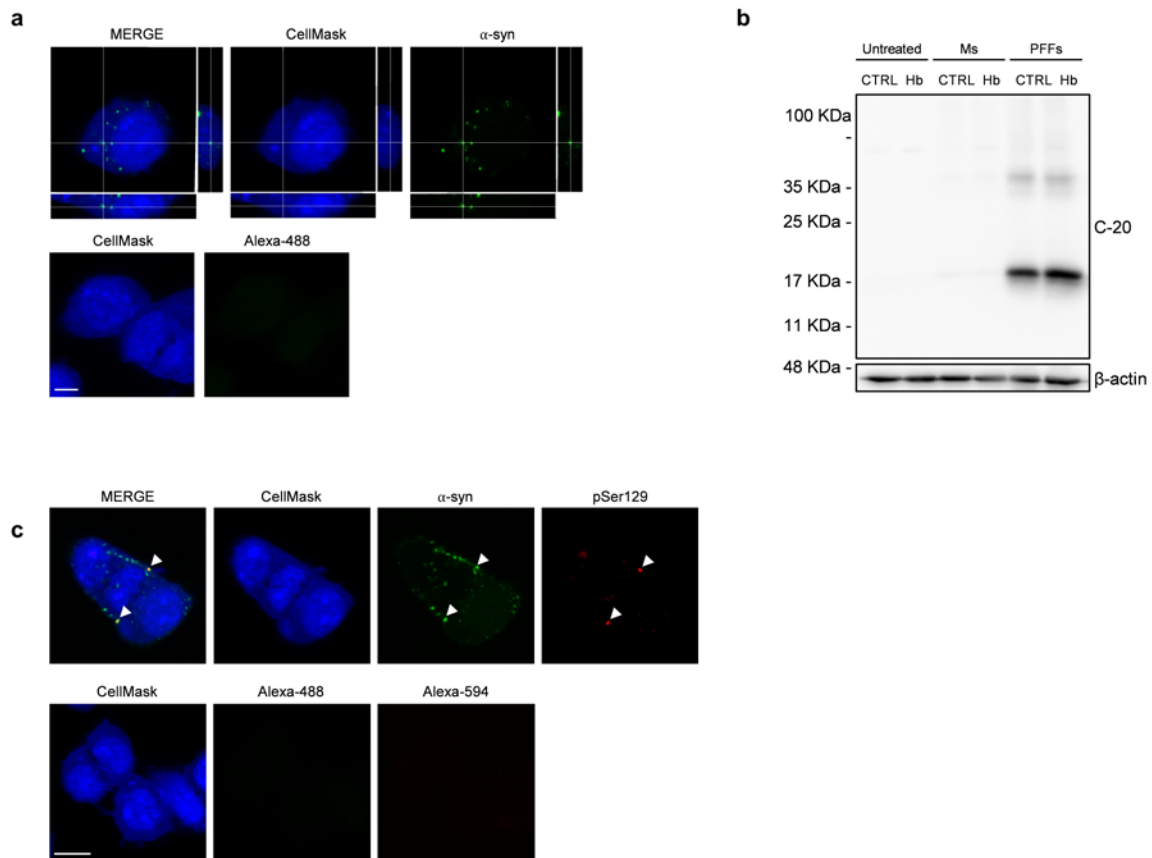 a
MERGE CellMask α-syn
CellMask Alexa-488
b
Untreated Ms PFFs
CTRL Hb CTRL Hb CTRL Hb
100 KDa
-
35 KDa -
25 KDa -
C-20
17 KDa -
11 KDa -
48 KDa -
β-actin
c
MERGE CellMask α-syn pSer129
CellMask Alexa-488 Alexa-594